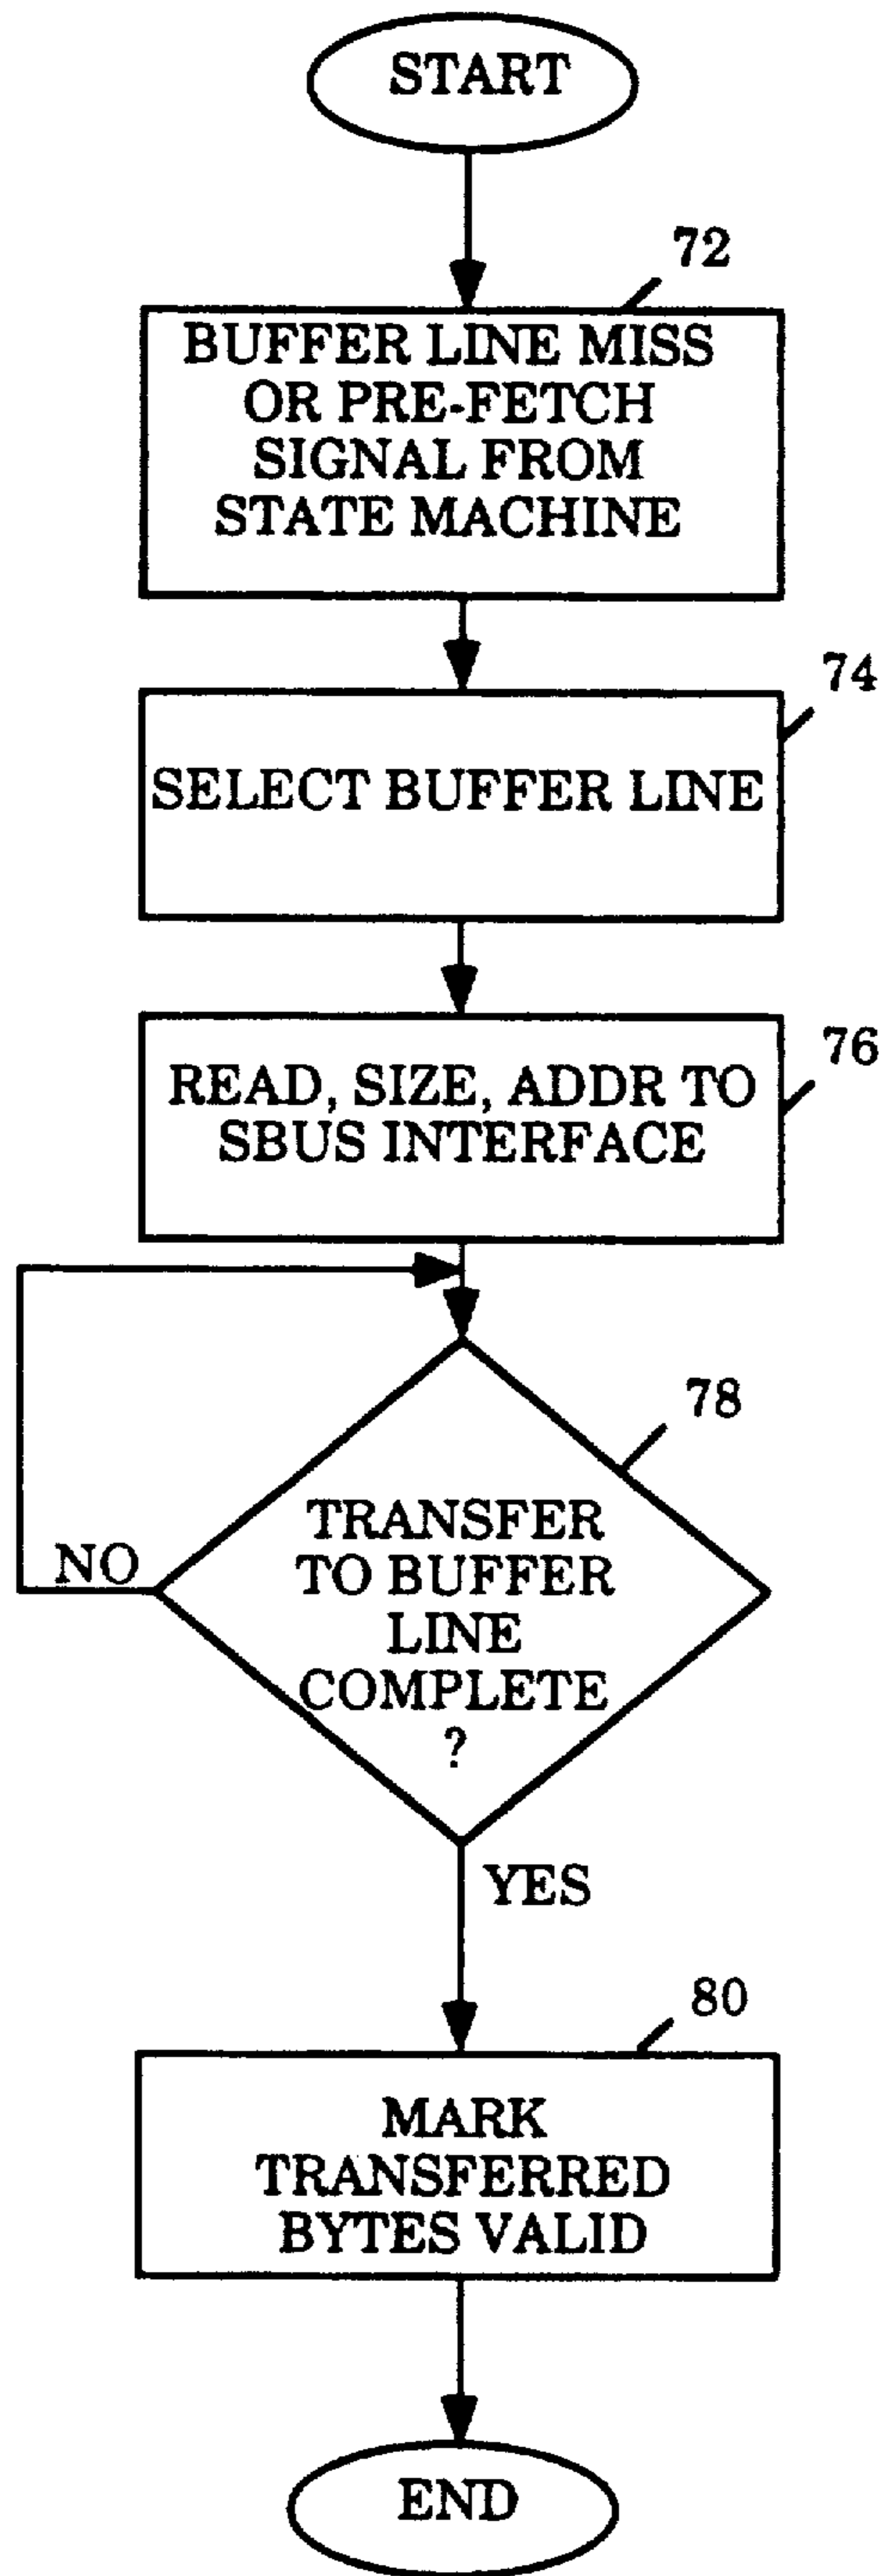 START
72
BUFFER LINE MISS
OR PRE-FETCH
SIGNAL FROM
STATE MACHINE
74
SELECT BUFFER LINE
76
READ, SIZE, ADDR TO
SBUS INTERFACE
78
TRANSFER
TO BUFFER
LINE
COMPLETE
?
NO
YES
80
MARK
TRANSFERRED
BYTES VALID
END